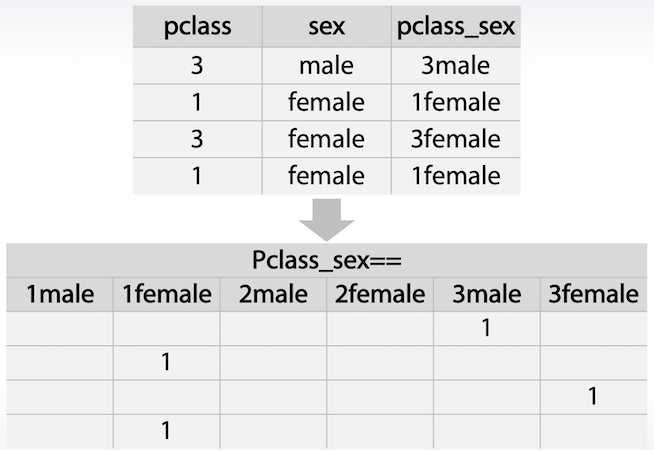 pclass sex pclass_sex
3 male 3male
1 female 1female
3 female 3female
1 female 1female
Pclass_sex==
1male 1female 2male 2female 3male 3female
1
1
1
1